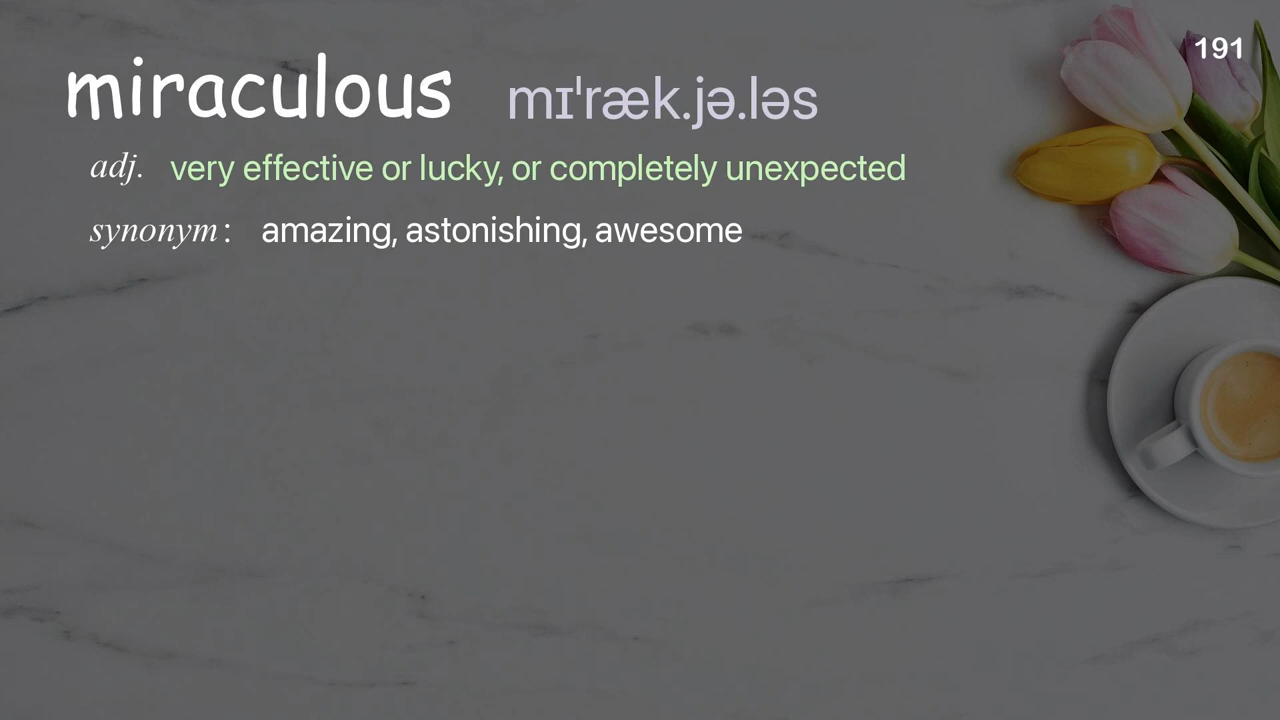 191
miraculous mɪˈræk.jə.ləs
adj. very effective or lucky, or completely unexpected
synonym: amazing, astonishing, awesome